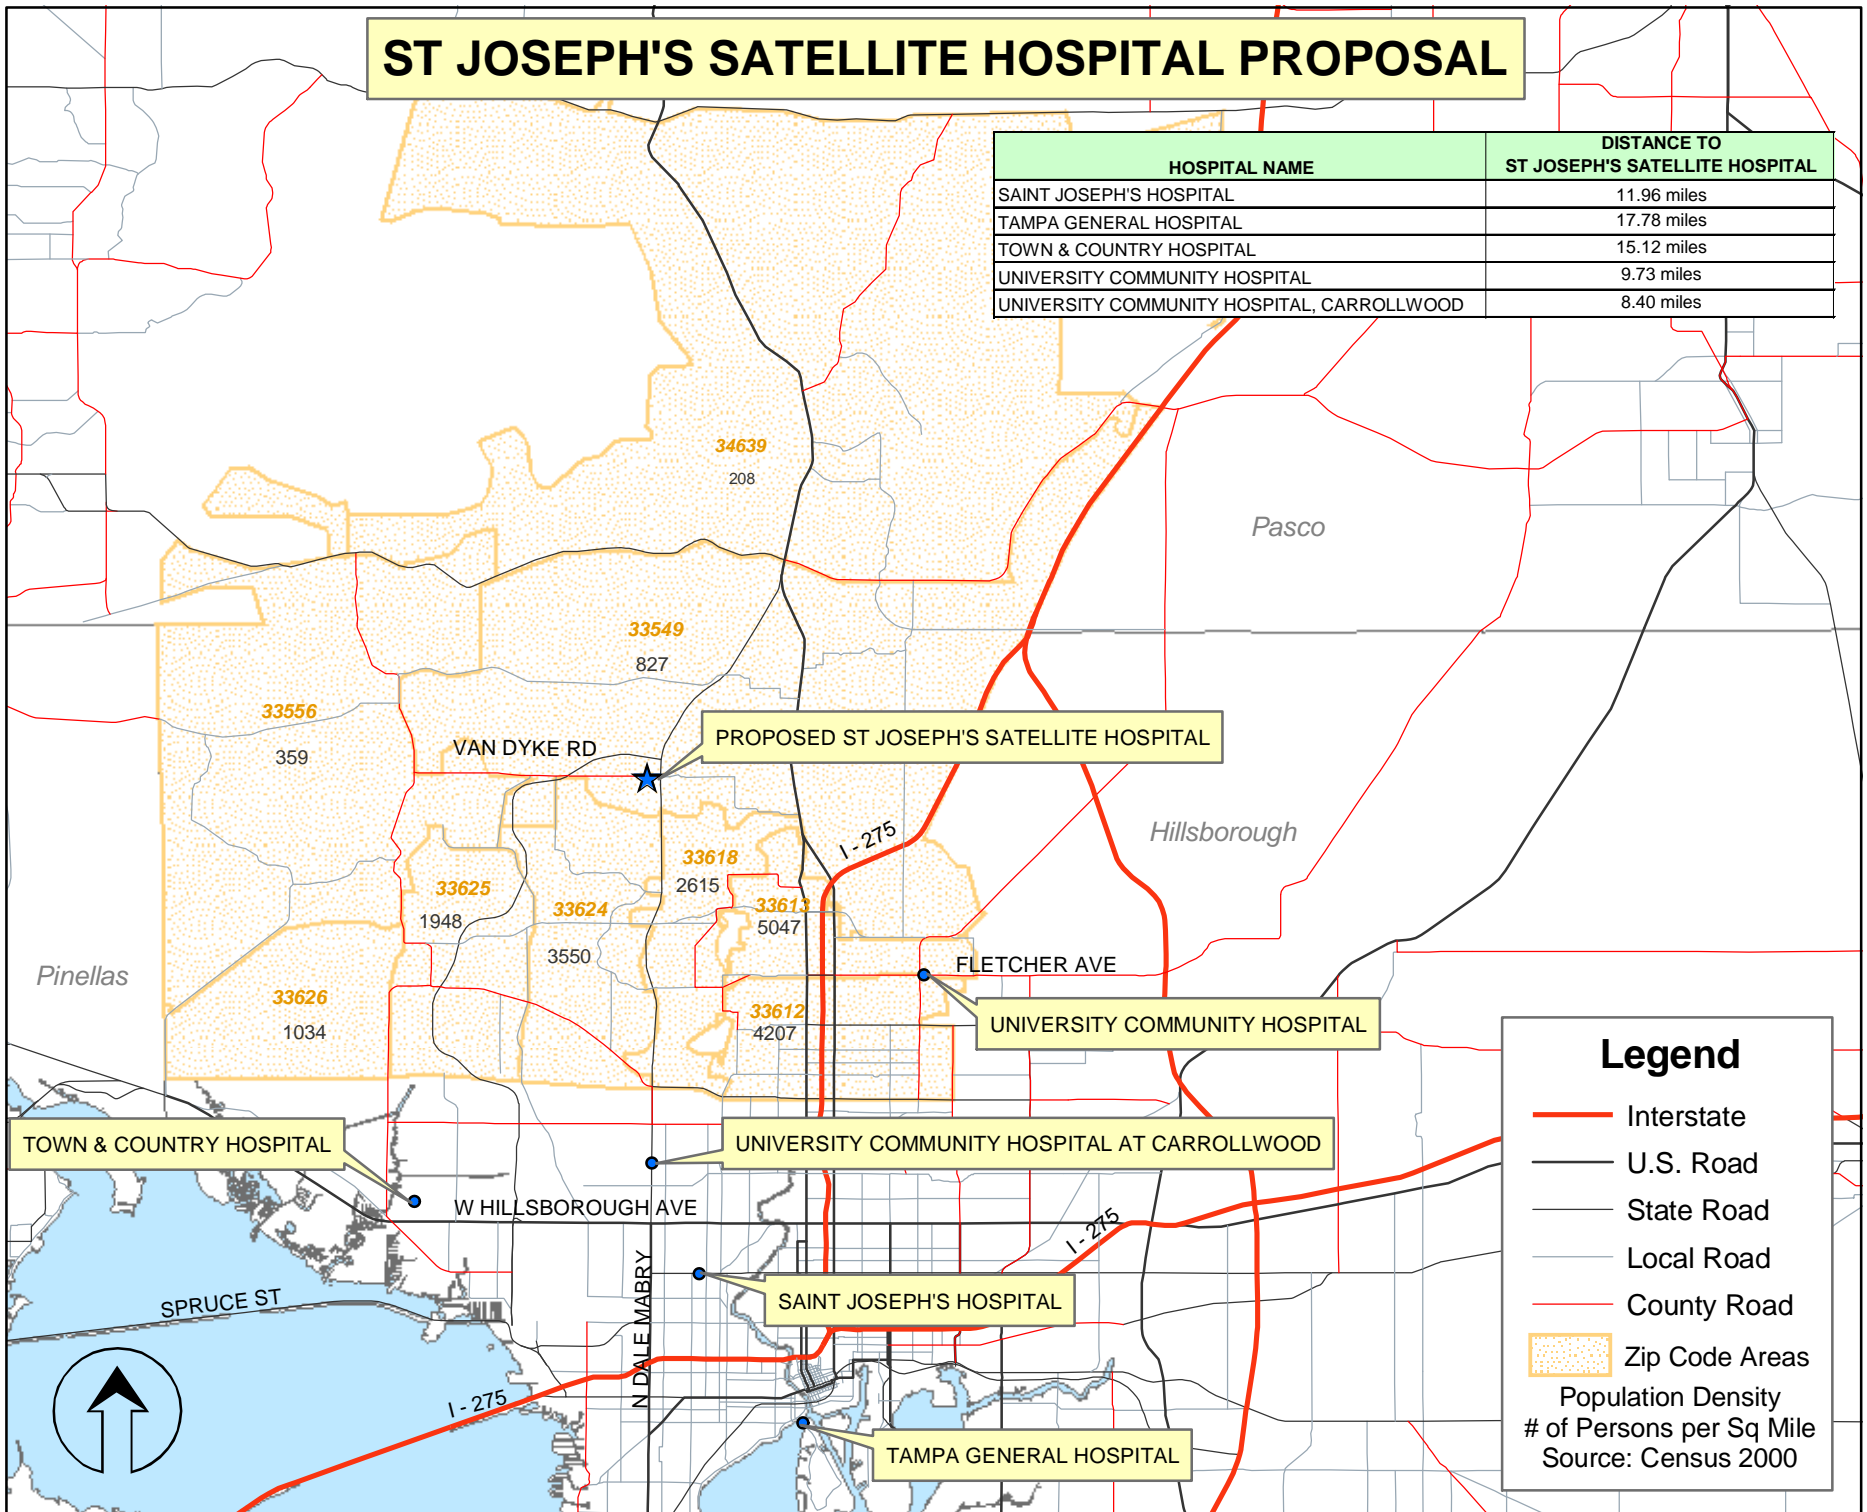 ST JOSEPH'S SATELLITE HOSPITAL PROPOSAL
HOSPITAL NAME
DISTANCE TO
ST JOSEPH'S SATELLITE HOSPITAL
SAINT JOSEPH'S HOSPITAL 11.96 miles
TAMPA GENERAL HOSPITAL 17.78 miles
TOWN & COUNTRY HOSPITAL 15.12 miles
UNIVERSITY COMMUNITY HOSPITAL 9.73 miles
UNIVERSITY COMMUNITY HOSPITAL, CARROLLWOOD 8.40 miles
34639
208
Pasco
33549
827
33556
359
VAN DYKE RD
PROPOSED ST JOSEPH'S SATELLITE HOSPITAL
I - 275
Hillsborough
33618
2615
33625
1948
33624
3550
33613
5047
Pinellas
FLETCHER AVE
33626
1034
33612
4207
UNIVERSITY COMMUNITY HOSPITAL
TOWN & COUNTRY HOSPITAL
UNIVERSITY COMMUNITY HOSPITAL AT CARROLLWOOD
W HILLSBOROUGH AVE
I - 275
N DALE MABRY
SAINT JOSEPH'S HOSPITAL
SPRUCE ST
I - 275
TAMPA GENERAL HOSPITAL
Legend
Interstate
U.S. Road
State Road
Local Road
County Road
Zip Code Areas
Population Density
# of Persons per Sq Mile
Source: Census 2000